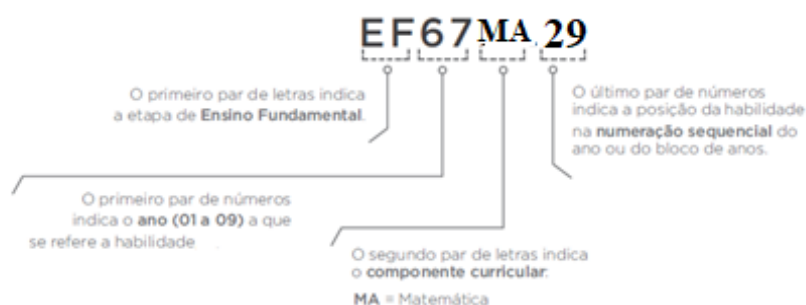 EF67MA.29
O primeiro par de letras indica
a etapa de Ensino Fundamental.
O último par de números
indica a posição da habilidade
na numeração sequencial do
ano ou do bloco de anos.
O primeiro par de números
indica o ano (01 a 09) a que
se refere a habilidade .
O segundo par de letras indica
o componente curricular:
MA = Matemática